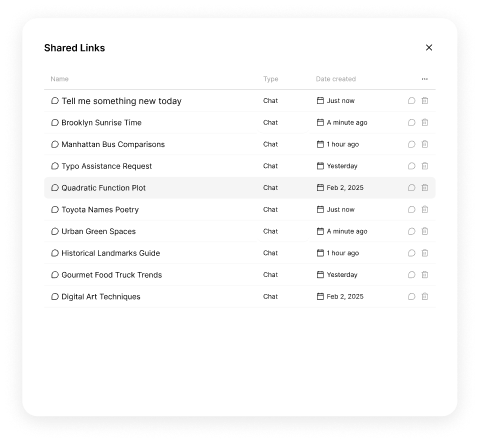 Shared Links
Name Type Date created
Tell me something new today Chat Just now
Brooklyn Sunrise Time Chat A minute ago
Manhattan Bus Comparisons Chat 1 hour ago
Typo Assistance Request Chat Yesterday
Quadratic Function Plot Chat Feb 2, 2025
Toyota Names Poetry Chat Just now
Urban Green Spaces Chat A minute ago
Historical Landmarks Guide Chat 1 hour ago
Gourmet Food Truck Trends Chat Yesterday
Digital Art Techniques Chat Feb 2, 2025